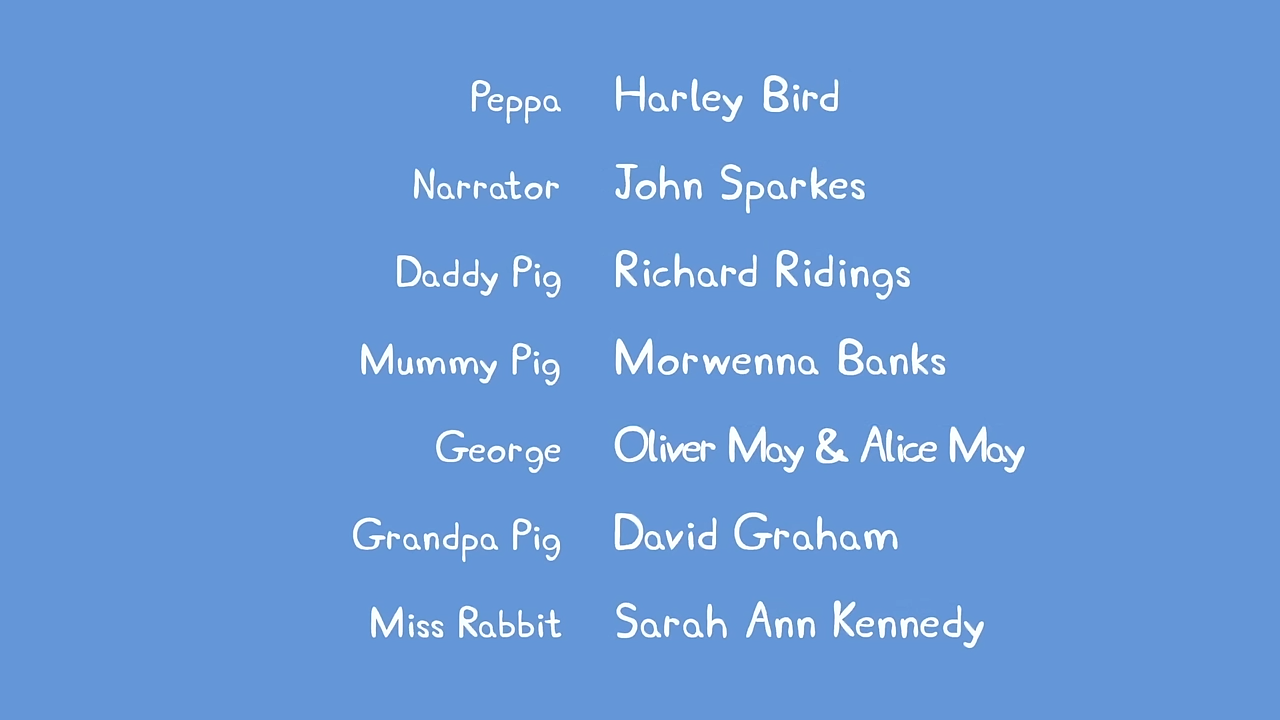 Peppa Harley Bird
Narrator John Sparkes
Daddy Pig Richard Ridings
Mummy Pig Morwenna Banks
George Oliver May & Alice May
Grandpa Pig David Graham
Miss Rabbit Sarah Ann Kennedy